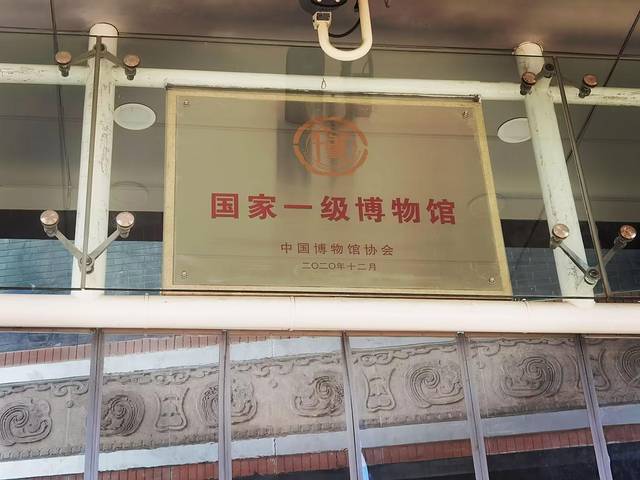 国家一级博物馆
中国博物馆协会
二〇二〇年十二月